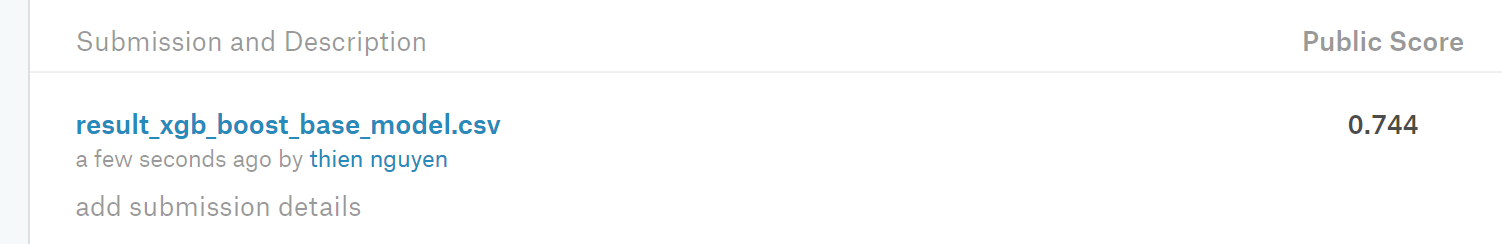 Submission and Description Public Score
result_xgb_boost_base_model.csv 0.744
a few seconds ago by thien nguyen
add submission details